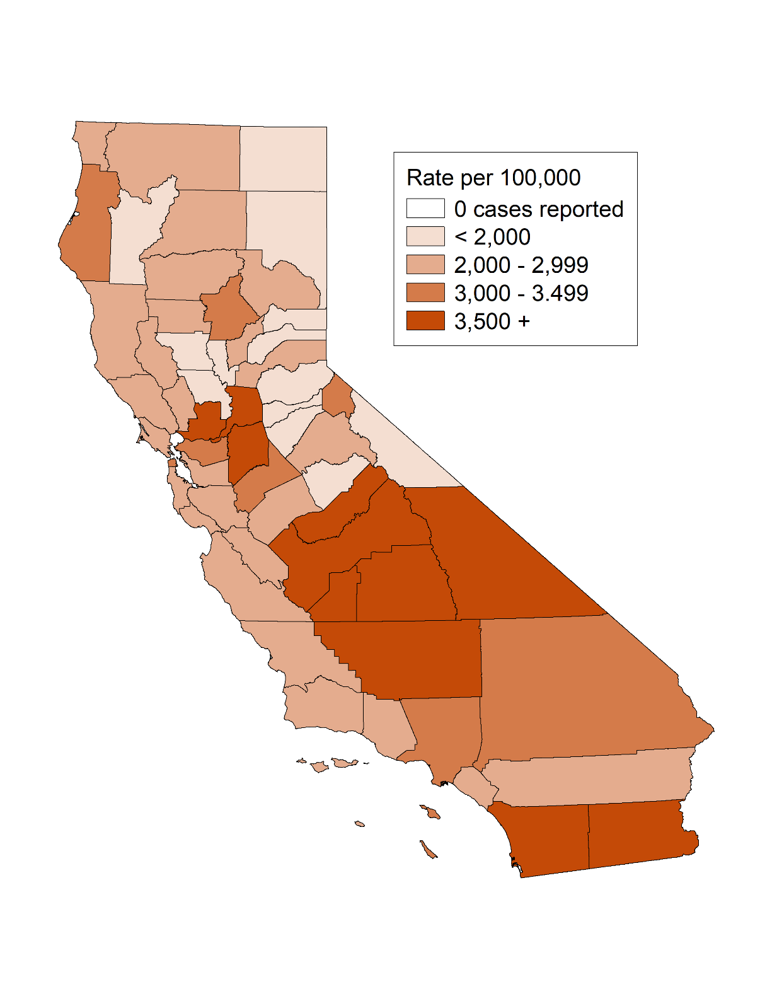 Rate per 100,000
0 cases reported
< 2,000
2,000 - 2,999
3,000 - 3.499
3,500 +